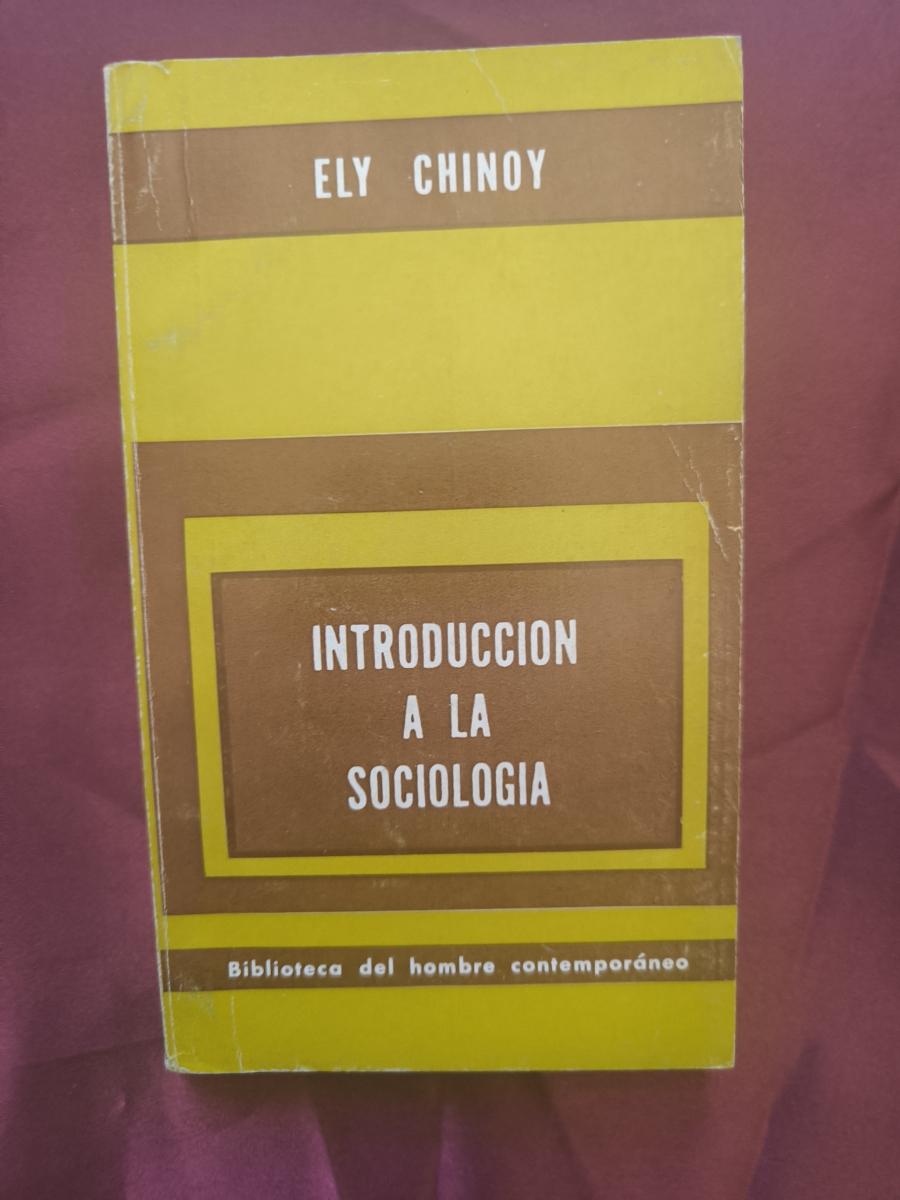 ELY CHINOY
INTRODUCCION
A LA
SOCIOLOGIA
Biblioteca del hombre contemporáneo